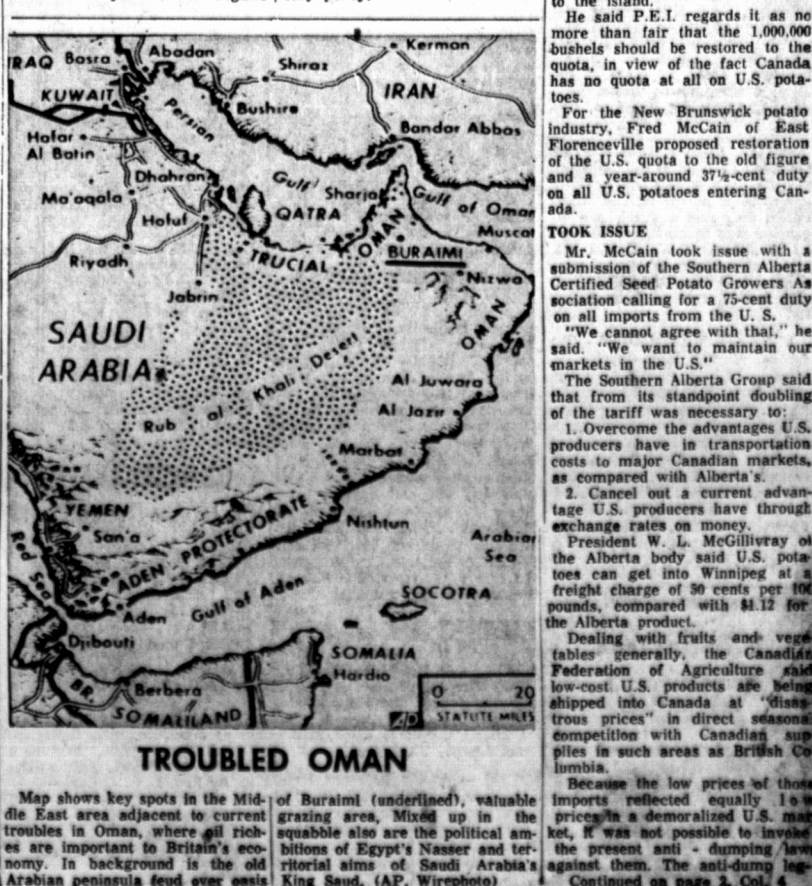 IRAQ
Basra
Abadan
Shiraz
Kerman
KUWAIT
Persian
Bushire
IRAN
Hafar
Al Batin
Bandar Abbas
Dhahran
Gulf
Sharja
Gulf of Oman
Ma'aqala
Hofuf
QATRA
Muscat
Riyadh
TRUCIAL OMAN
BURAIMI
Nizwa
Jabrin
SAUDI
ARABIA
OMAN
Rub al Khali Desert
Al Juwara
Al Jazir
Marbat
YEMEN
San'a
ADEN PROTECTORATE
Nishtun
Red Sea
Arabian
Sea
Aden
Gulf of Aden
SOCOTRA
Djibouti
SOMALIA
Hardio
BR.
SOMALILAND
Berbera
0 20
STATUTE MILES
AP
TROUBLED OMAN
Map shows key spots in the Mid-
dle East area adjacent to current
troubles in Oman, where oil rich-
es are important to Britain's eco-
nomy. In background is the old
Arabian peninsula feud over oasis
of Buraimi (underlined), valuable
grazing area, Mixed up in the
squabble also are the political am-
bitions of Egypt's Nasser and ter-
ritorial aims of Saudi Arabia's
King Saud. (AP Wirephoto)
to the island.
He said P.E.I. regards it as no
more than fair that the 1,000,000
bushels should be restored to the
quota, in view of the fact Canada
has no quota at all on U.S. pota-
toes.
For the New Brunswick potato
industry, Fred McCain of East
Florenceville proposed restoration
of the U.S. quota to the old figure
and a year-around 37½-cent duty
on all U.S. potatoes entering Can-
ada.
TOOK ISSUE
Mr. McCain took issue with a
submission of the Southern Alberta
Certified Seed Potato Growers As
sociation calling for a 75-cent duty
on all imports from the U. S.
"We cannot agree with that," he
said. "We want to maintain our
markets in the U.S."
The Southern Alberta Group said
that from its standpoint doubling
of the tariff was necessary to:
1. Overcome the advantages U.S.
producers have in transportation
costs to major Canadian markets,
as compared with Alberta's.
2. Cancel out a current advan
tage U.S. producers have through
exchange rates on money.
President W. L. McGillivray of
the Alberta body said U.S. pota-
toes can get into Winnipeg at a
freight charge of 50 cents per 100
pounds, compared with $1.12 for
the Alberta product.
Dealing with fruits and vege
tables generally, the Canadian
Federation of Agriculture said
low-cost U.S. products are being
shipped into Canada at "disas
trous prices" in direct seasonal
competition with Canadian sup
plies in such areas as British Co
lumbia.
Because the low prices of those
imports reflected equally low
prices in a demoralized U.S. mar
ket, it was not possible to invoke
the present anti - dumping laws
against them. The anti-dump legi
Continued on page 2, Col. 4